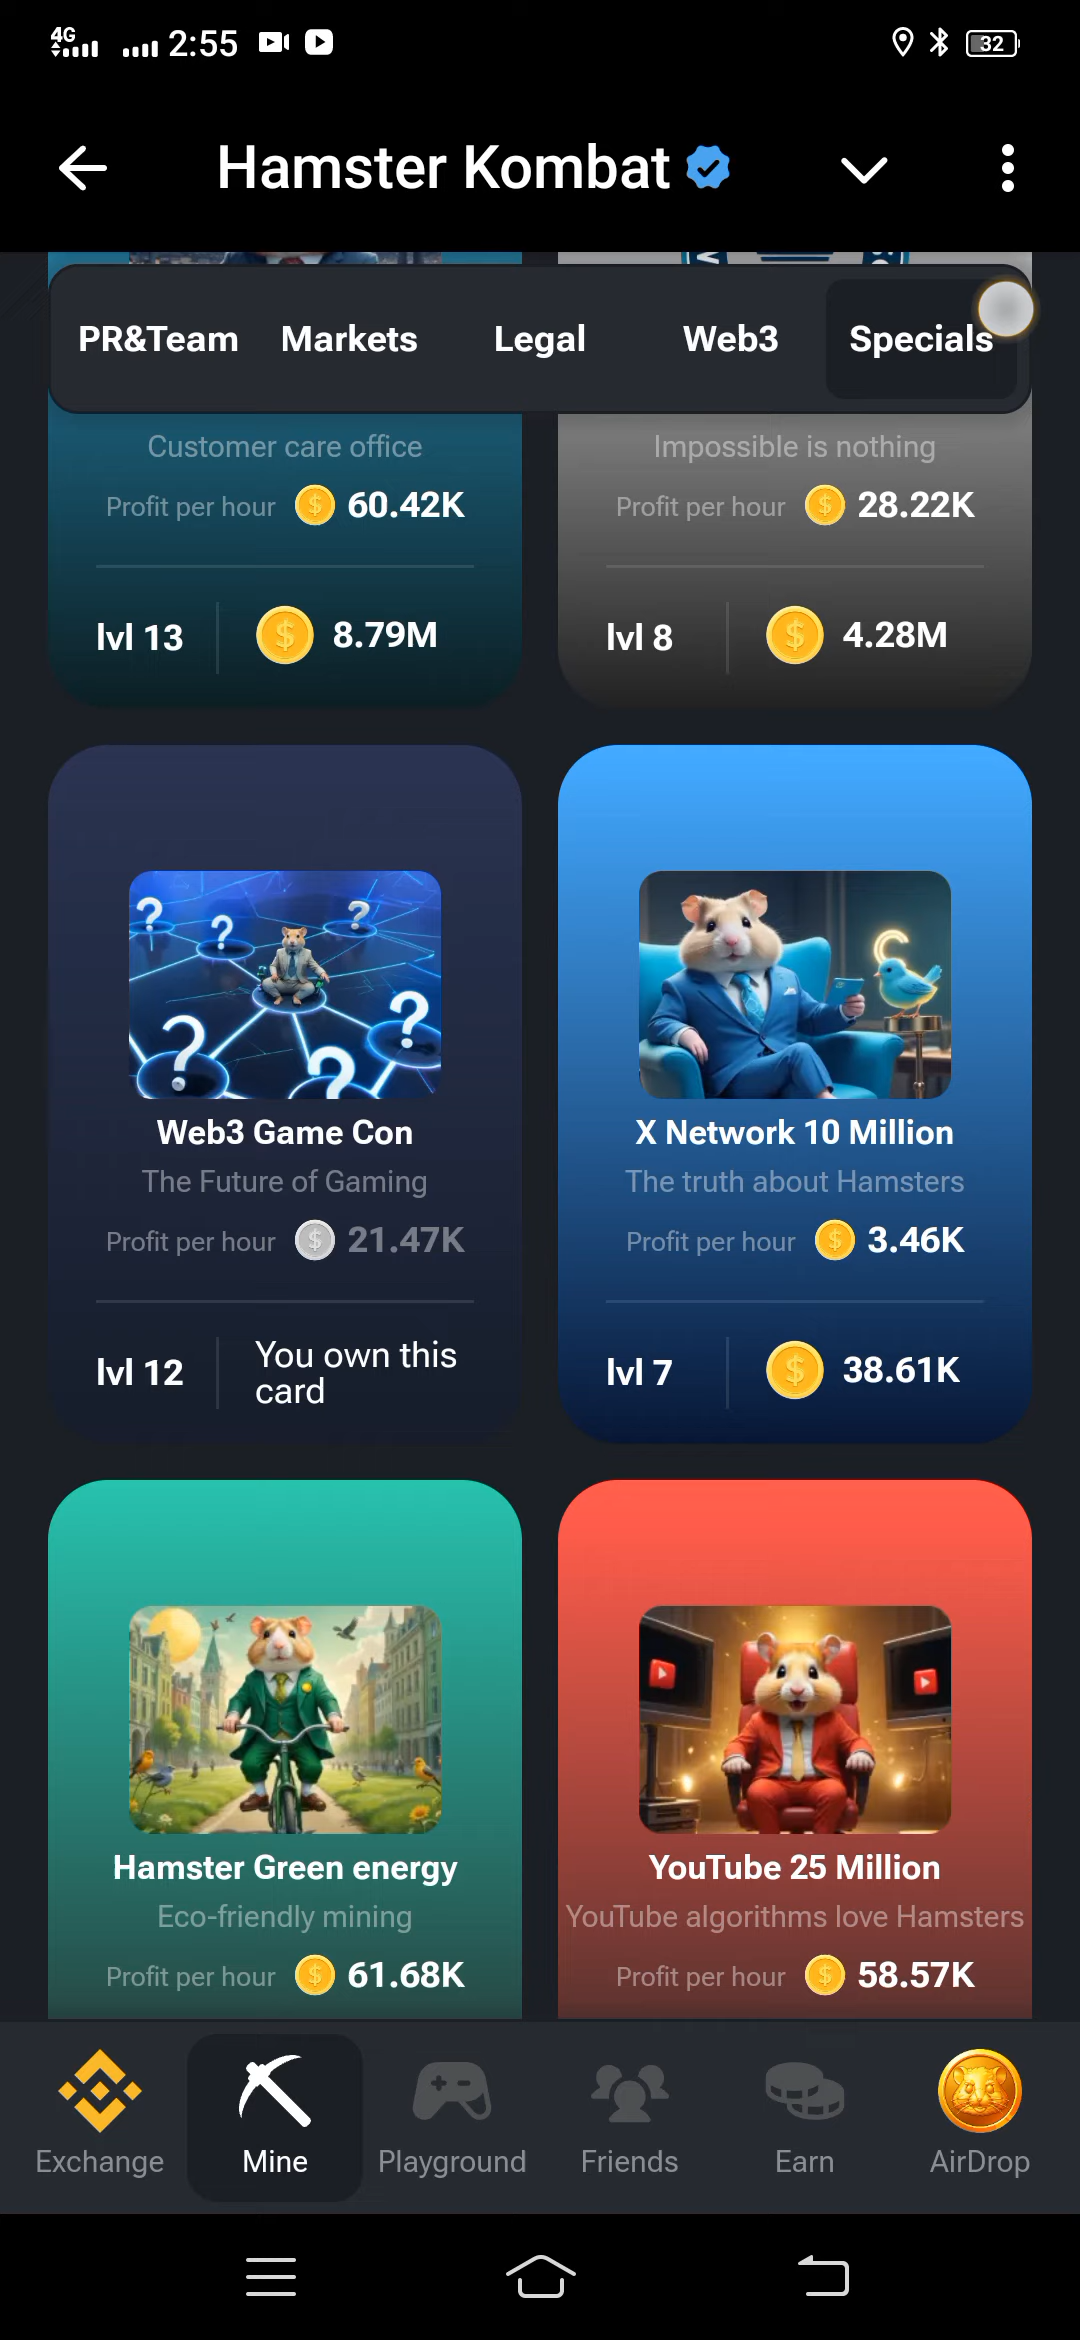 4G 2:55 32
Hamster Kombat
PR&Team Markets Legal Web3 Specials
Customer care office
Profit per hour 60.42K
lvl 13 8.79M
Impossible is nothing
Profit per hour 28.22K
lvl 8 4.28M
Web3 Game Con
The Future of Gaming
Profit per hour 21.47K
lvl 12 You own this
card
X Network 10 Million
The truth about Hamsters
Profit per hour 3.46K
lvl 7 38.61K
Hamster Green energy
Eco-friendly mining
Profit per hour 61.68K
YouTube 25 Million
YouTube algorithms love Hamsters
Profit per hour 58.57K
Exchange Mine Playground Friends Earn AirDrop